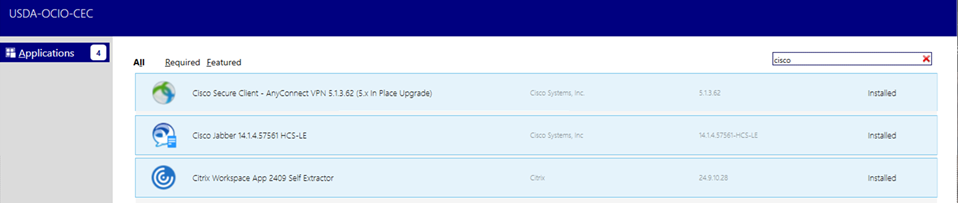 USDA-OCIO-CEC
Applications 4
All Required Featured cisco
Cisco Secure Client - AnyConnect VPN 5.1.3.62 (5.x In Place Upgrade) Cisco Systems, Inc. 5.1.3.62 Installed
Cisco Jabber 14.1.4.57561 HCS-LE Cisco Systems, Inc. 14.1.4.57561-HCS-LE Installed
Citrix Workspace App 2409 Self Extractor Citrix 24.9.10.28 Installed